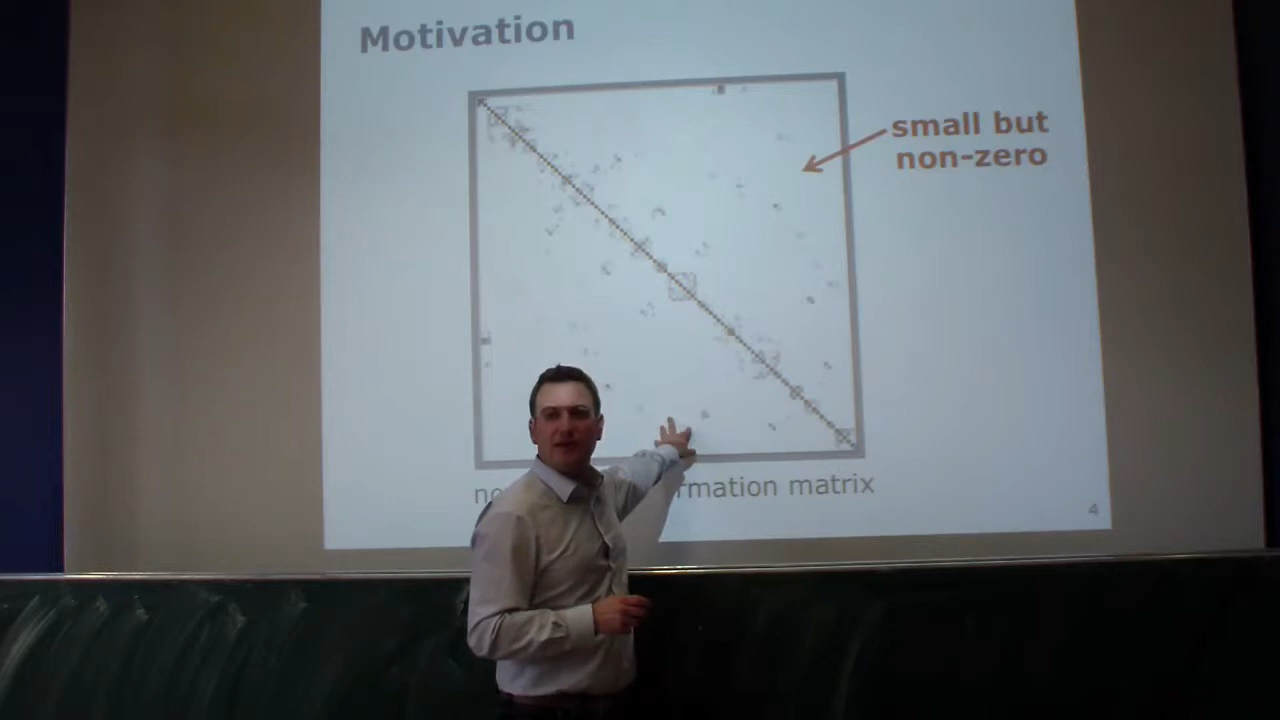 Motivation
small but
non-zero
rmation matrix
4